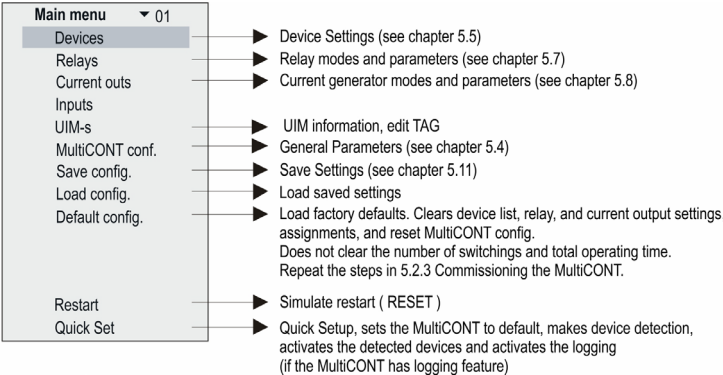 Main menu ▼ 01
Devices Device Settings (see chapter 5.5)
Relays Relay modes and parameters (see chapter 5.7)
Current outs Current generator modes and parameters (see chapter 5.8)
Inputs
UIM-s UIM information, edit TAG
MultiCONT conf. General Parameters (see chapter 5.4)
Save config. Save Settings (see chapter 5.11)
Load config. Load saved settings
Default config. Load factory defaults. Clears device list, relay, and current output settings
assignments, and reset MultiCONT config.
Does not clear the number of switchings and total operating time.
Repeat the steps in 5.2.3 Commissioning the MultiCONT.
Restart Simulate restart ( RESET )
Quick Set Quick Setup, sets the MultiCONT to default, makes device detection,
activates the detected devices and activates the logging
(if the MultiCONT has logging feature)